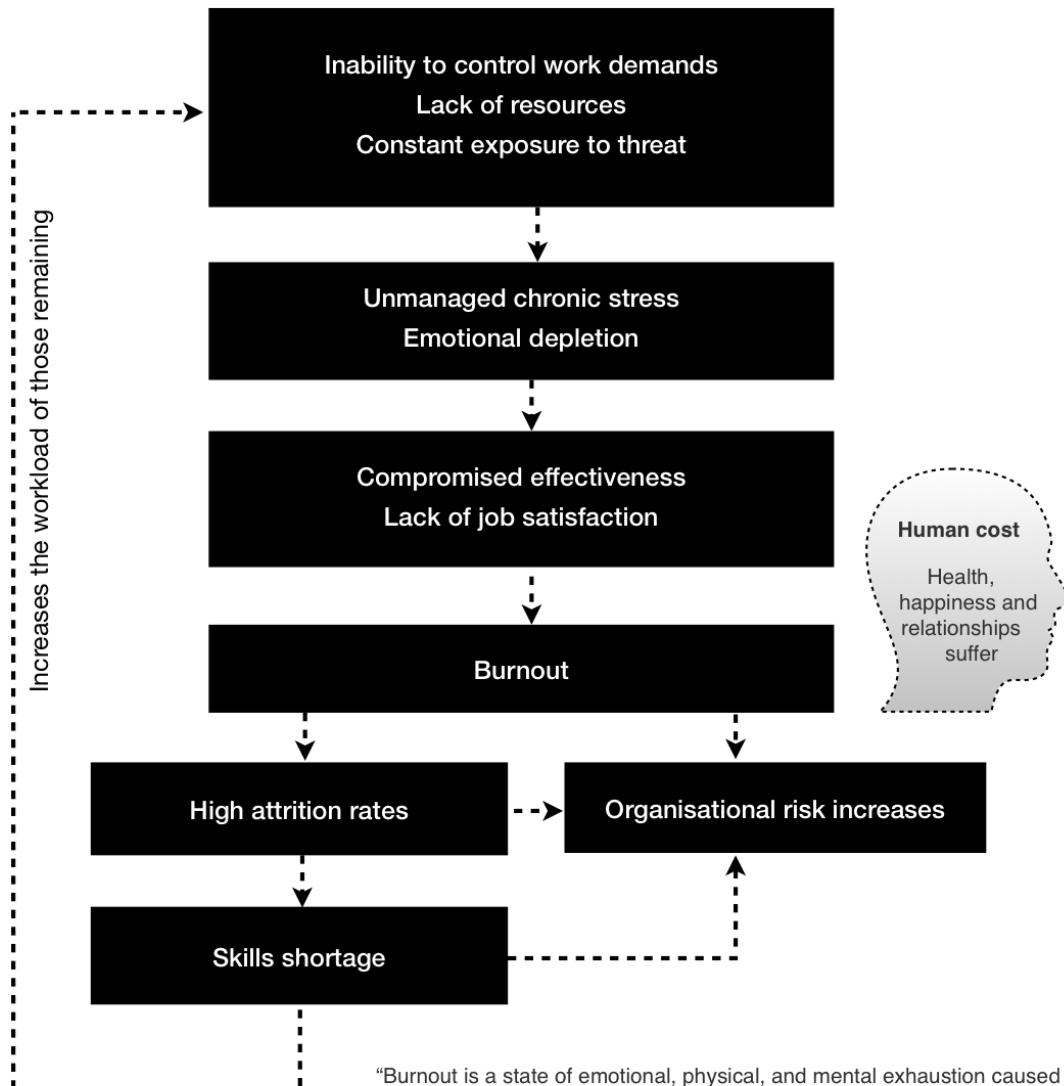 Inability to control work demands
Lack of resources
Constant exposure to threat
Increases the workload of those remaining
Unmanaged chronic stress
Emotional depletion
Compromised effectiveness
Lack of job satisfaction
Human cost
Health,
happiness and
relationships
suffer
Burnout
High attrition rates
Organisational risk increases
Skills shortage
“Burnout is a state of emotional, physical, and mental exhaustion caused